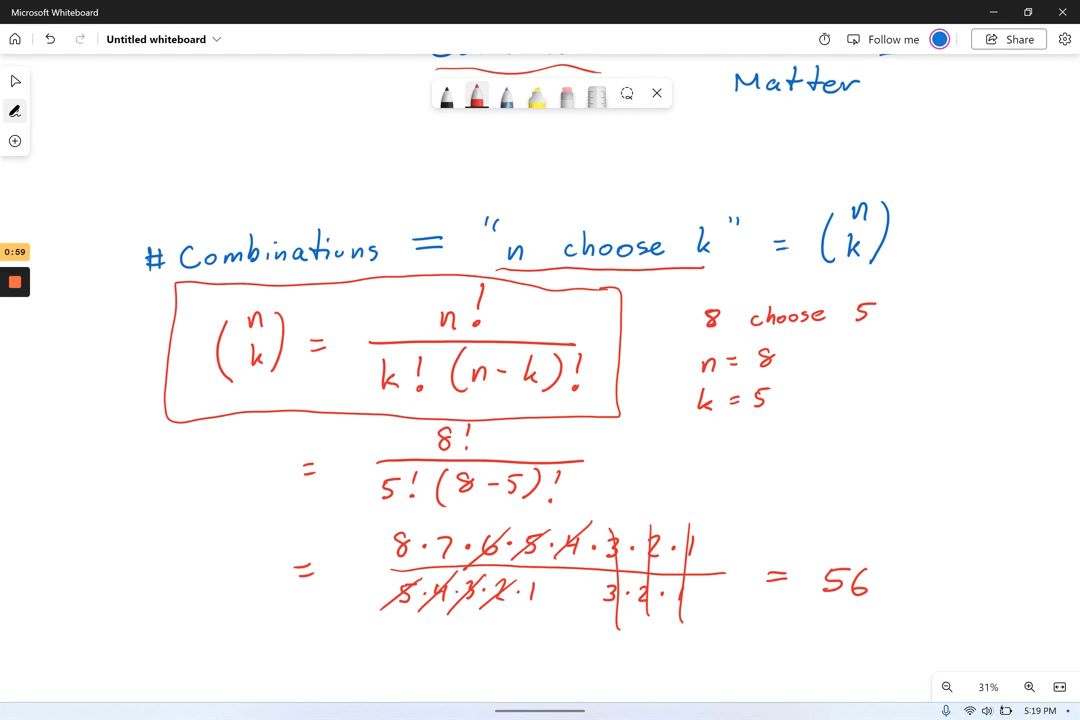 Microsoft Whiteboard
Untitled whiteboard
Follow me
Share
Matter
0:59
# Combinations = "n choose k" = (n k)
(n k) = n! / k! (n - k)!
8 choose 5
n = 8
k = 5
= 8! / 5! (8 - 5)!
= 8 · 7 · 6 · 5 · 4 · 3 · 2 · 1 / 5 · 4 · 3 · 2 · 1 3 · 2 · 1 = 56
31%
5:19 PM